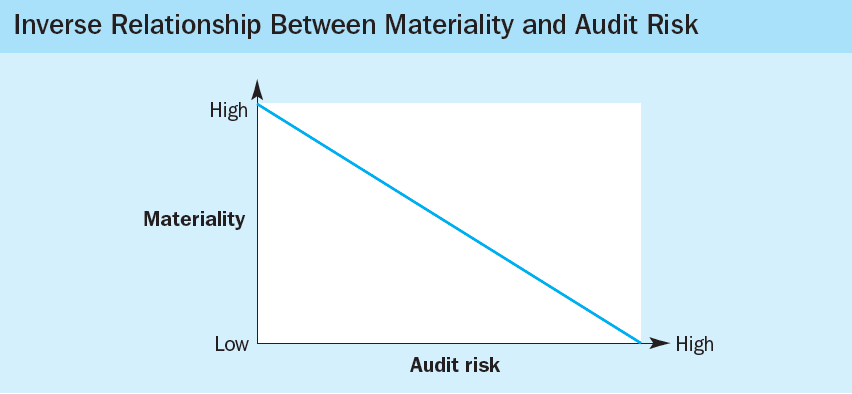 Inverse Relationship Between Materiality and Audit Risk
High
Materiality
Low
High
Audit risk